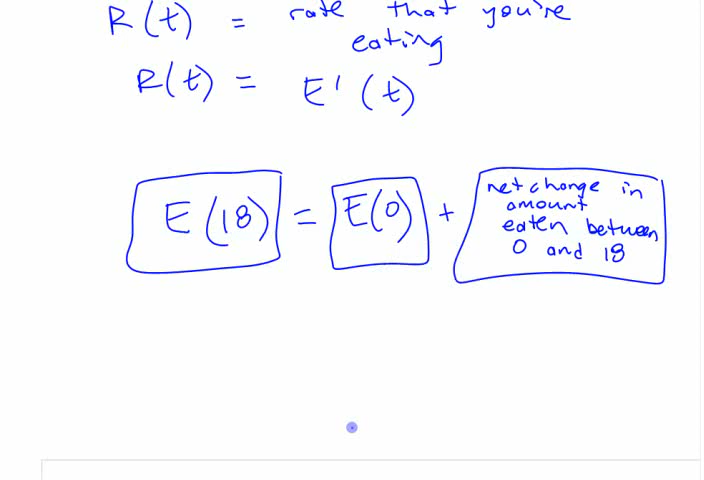 R(t) = rate that you're
eating
R(t) = E'(t)
E(18) = E(0) + net change in
amount
eaten between
0 and 18